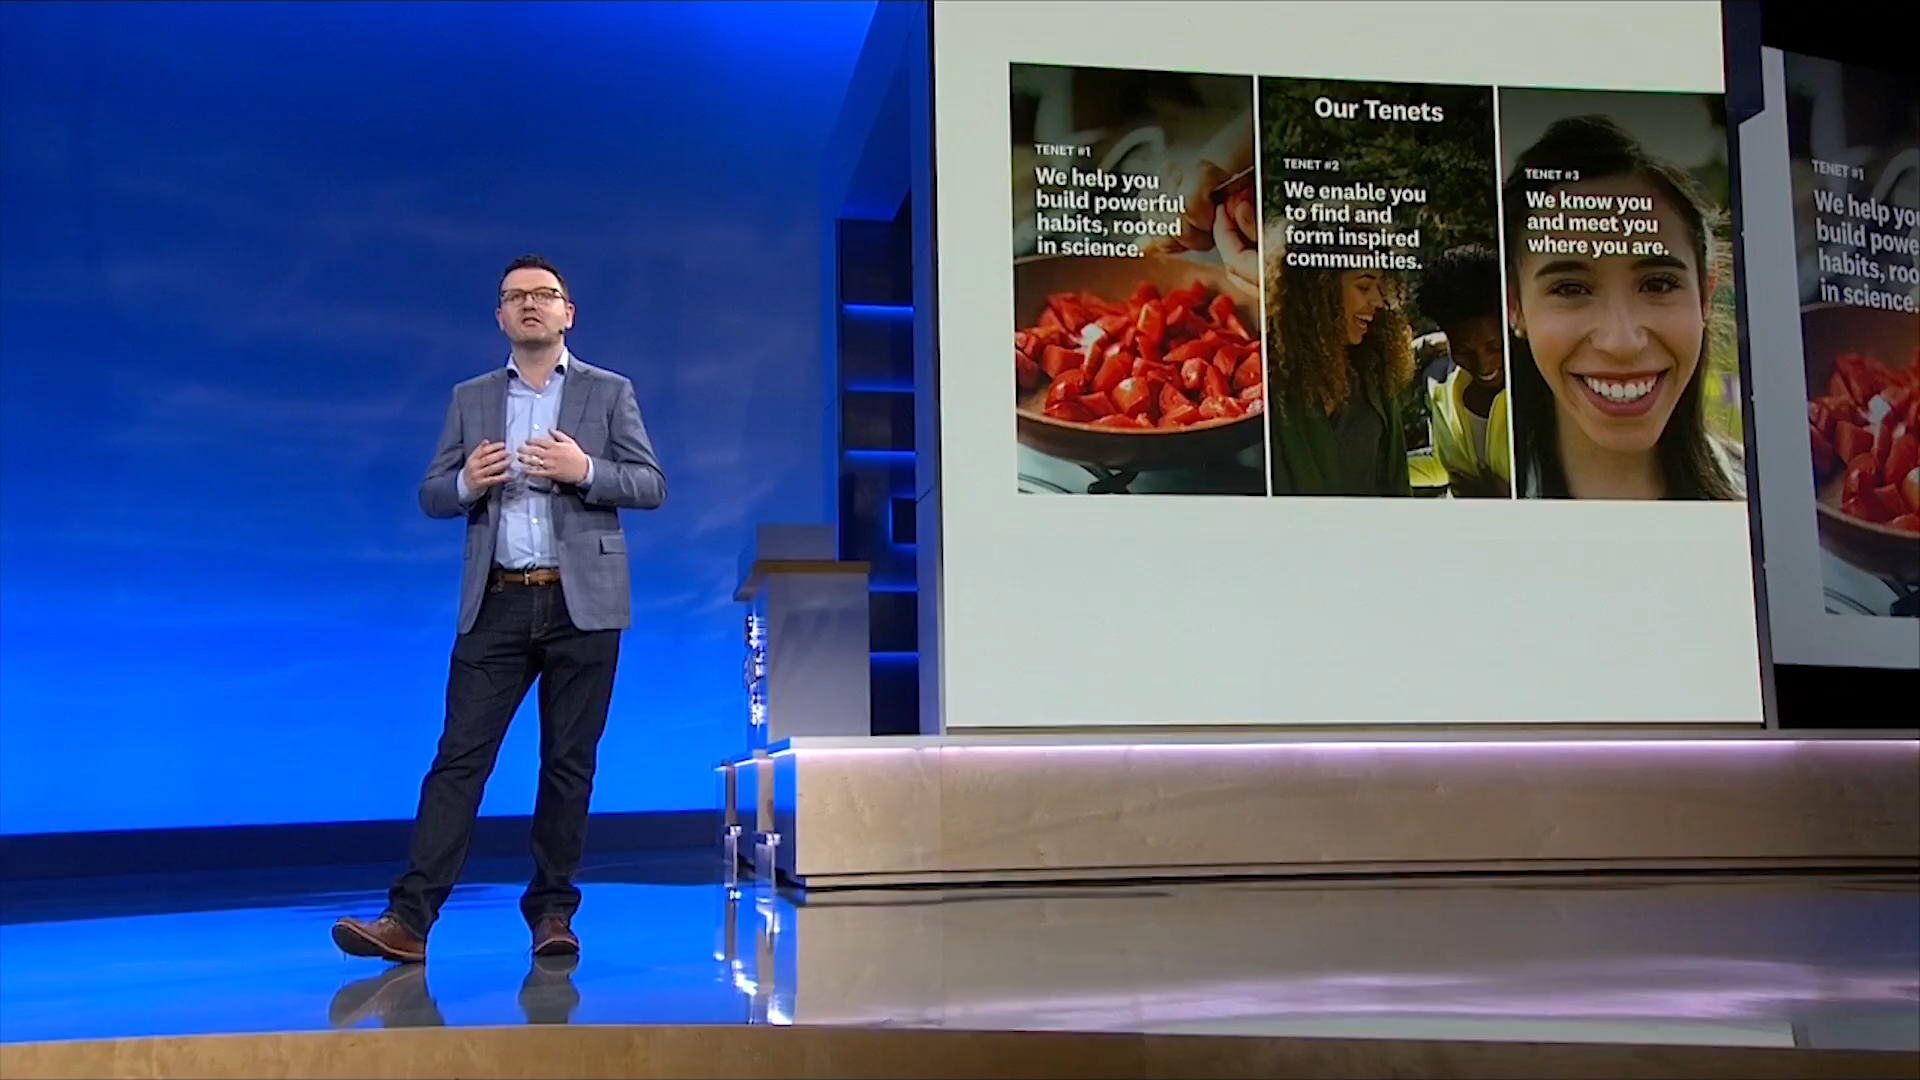 Our Tenets
TENET #1
We help you
build powerful
habits, rooted
in science.
TENET #2
We enable you
to find and
form inspired
communities.
TENET #3
We know you
and meet you
where you are.
TENET #1
We help you
build powe
habits, roo
in science.